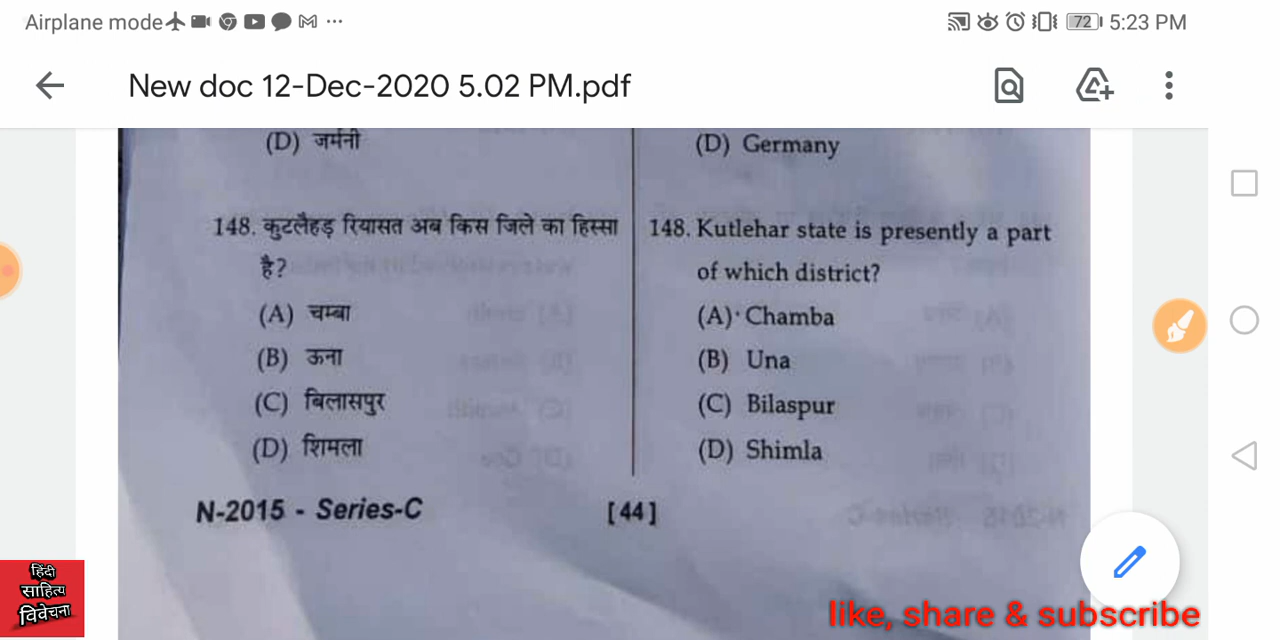 Airplane mode
72 5:23 PM
New doc 12-Dec-2020 5.02 PM.pdf
(D) जर्मनी
148. कुटलैहड़ रियासत अब किस जिले का हिस्सा
है?
(A) चम्बा
(B) ऊना
(C) बिलासपुर
(D) शिमला
(D) Germany
148. Kutlehar state is presently a part
of which district?
(A) Chamba
(B) Una
(C) Bilaspur
(D) Shimla
N-2015 - Series-C [44]
हिंदी
साहित्य
विवेचना
like, share & subscribe